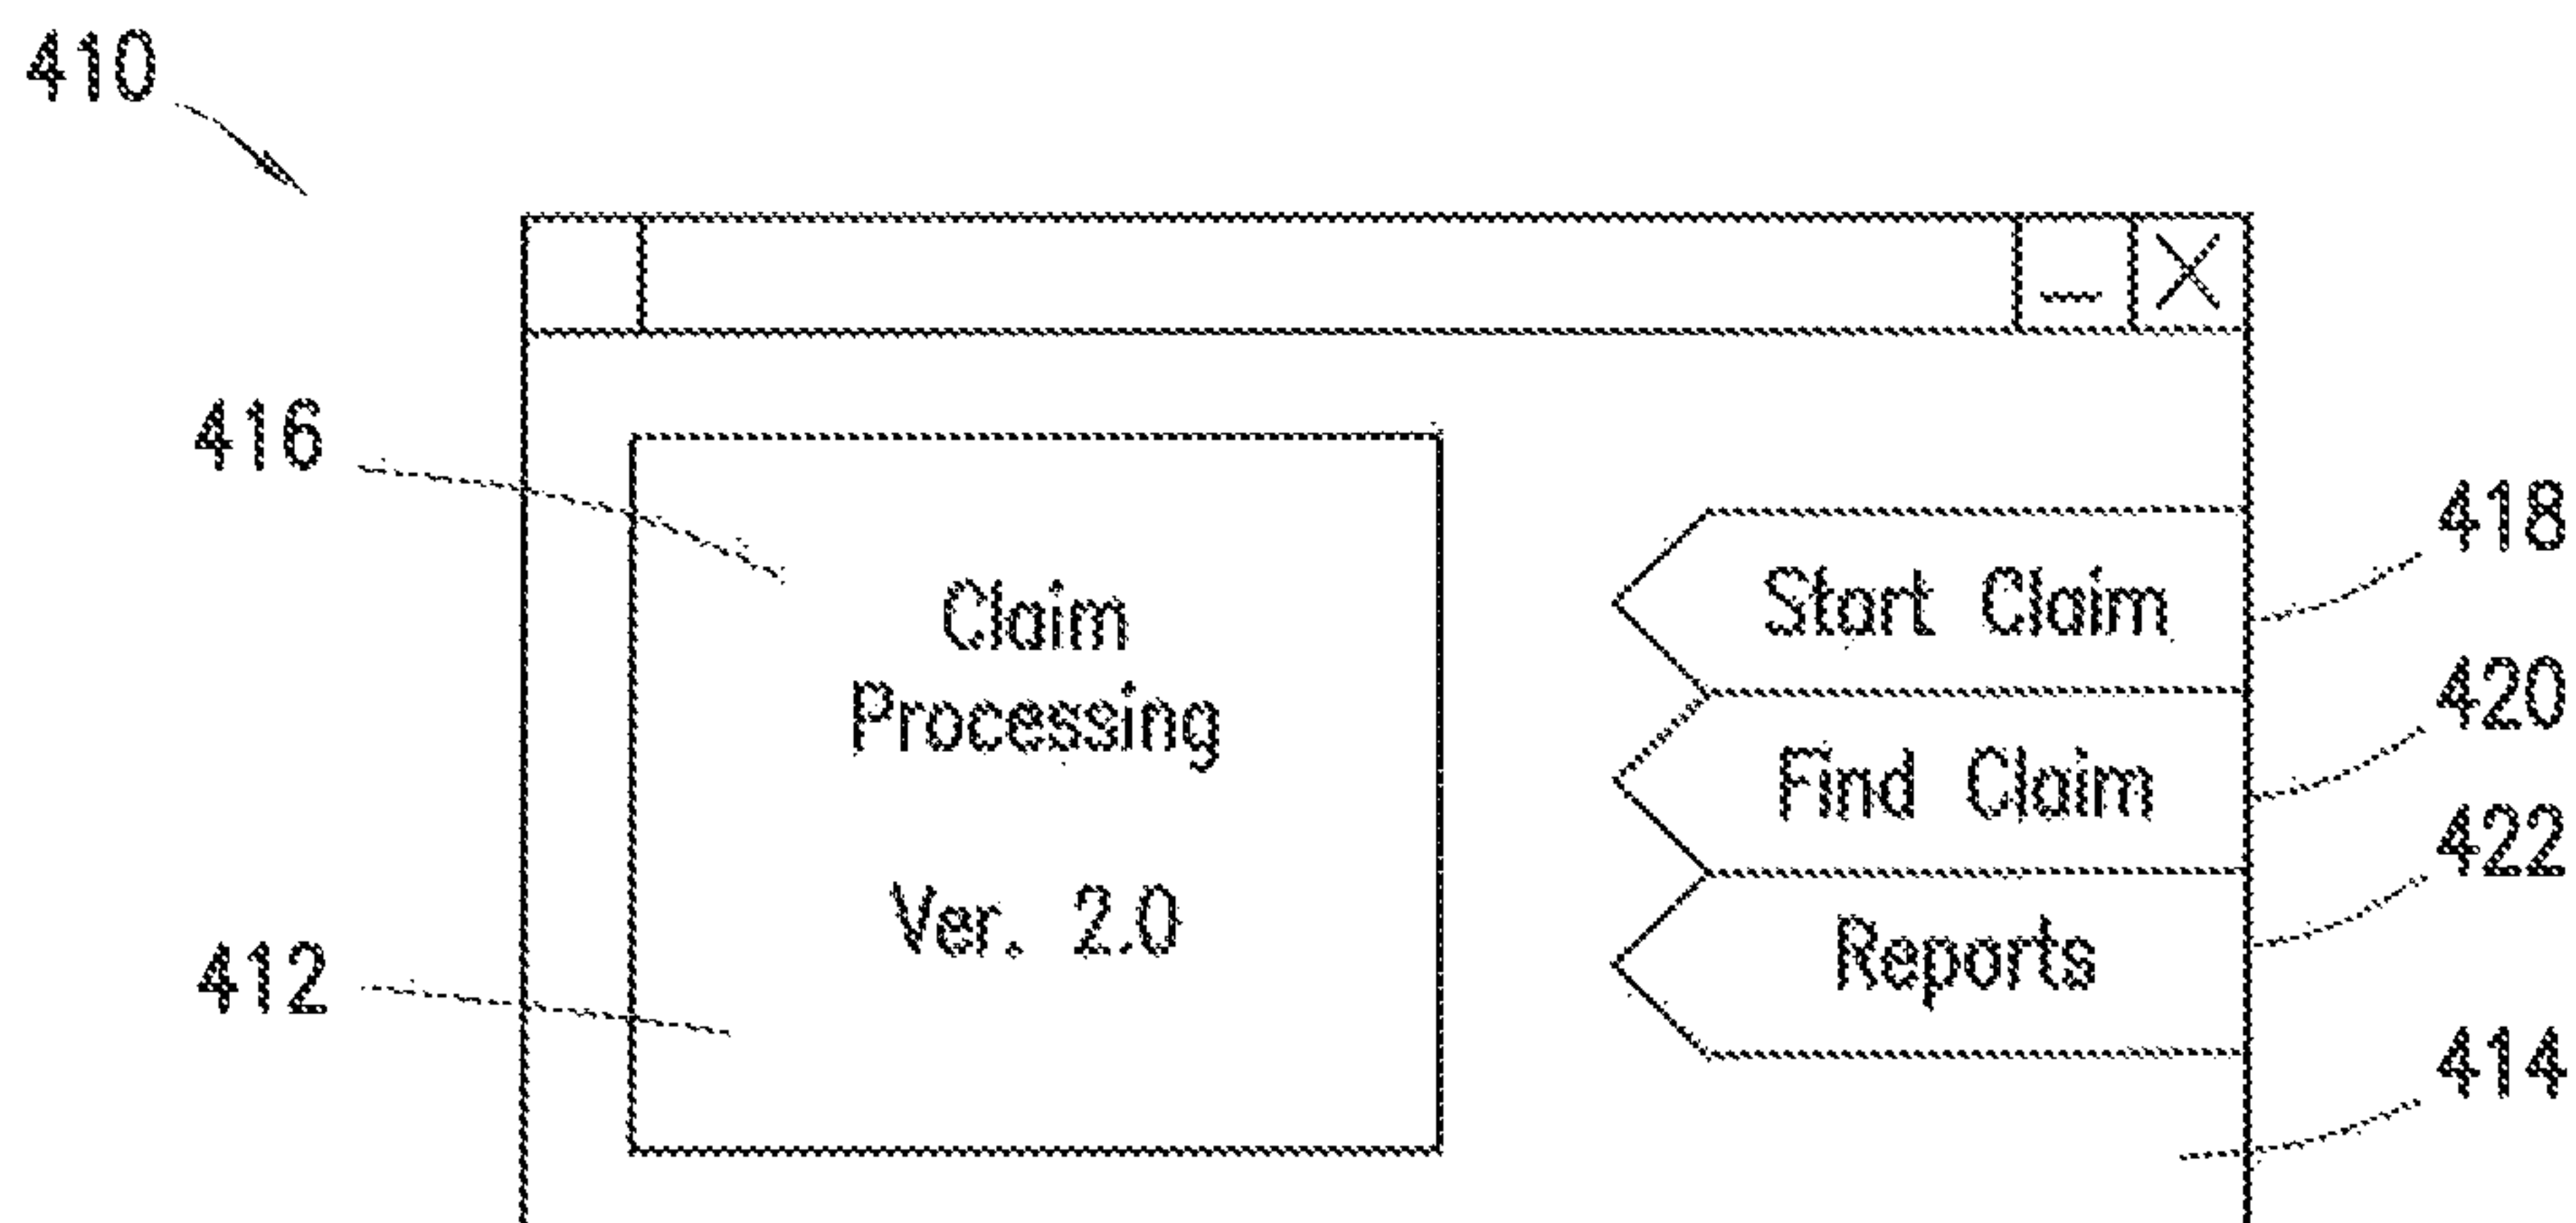 410
416
Claim
Processing
Ver. 2.0
412
Start Claim
418
Find Claim
420
Reports
422
414